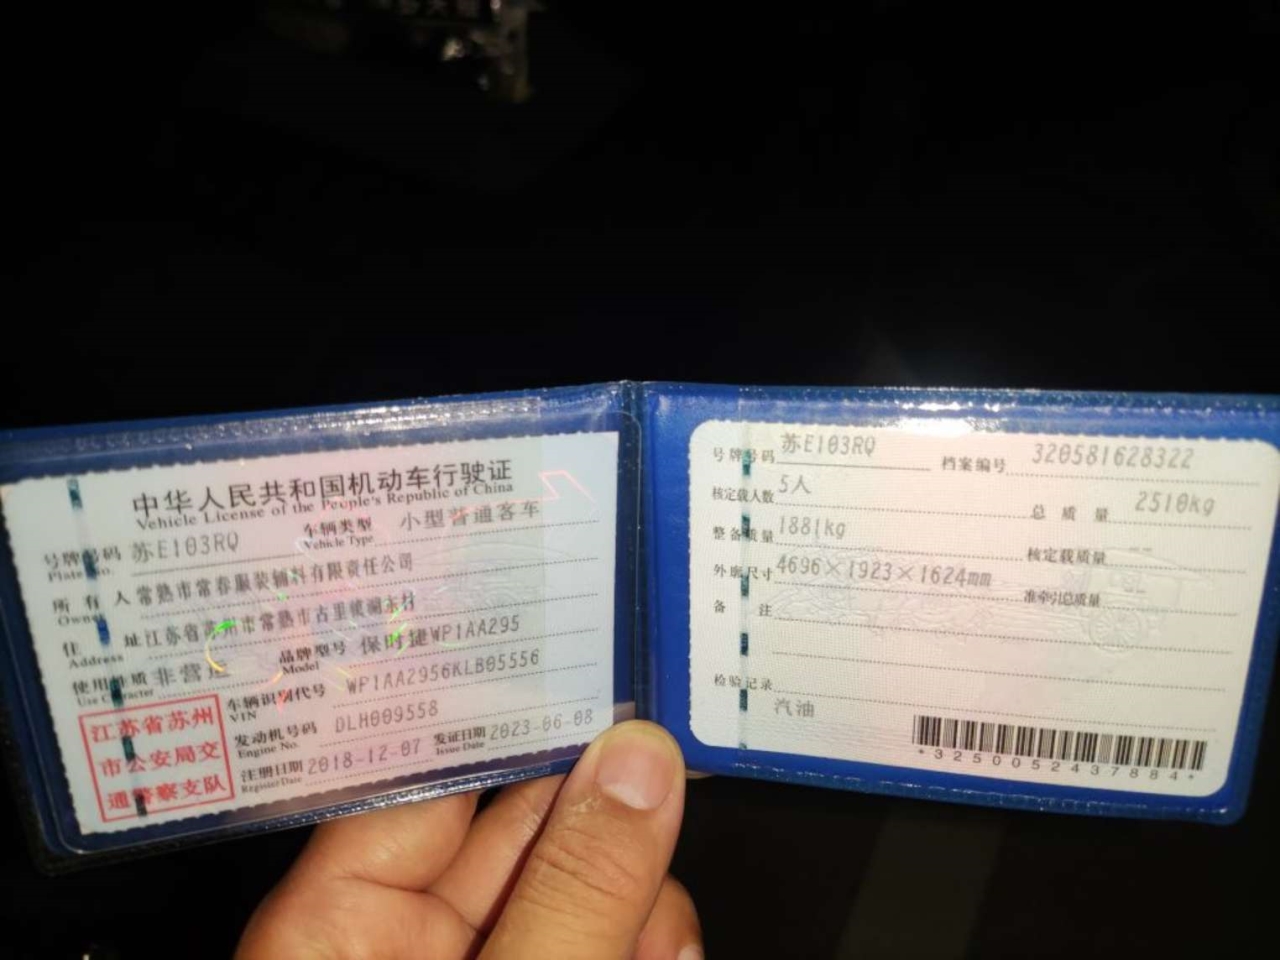 中华人民共和国机动车行驶证
Vehicle License of the People's Republic of China
号牌号码 苏E103RQ 车辆类型 小型普通客车
Plate No. Vehicle Type
所有人 常熟市常春服装辅料有限责任公司
Owner
住址 江苏省苏州市常熟市古里镇湖东村
Address
使用性质 非营运 品牌型号 保时捷WP1AA295
Use Character Model
车辆识别代号 WP1AA2956KLB05556
VIN
发动机号码 DLH009558
Engine No.
注册日期 2018-12-07 发证日期 2023-06-08
Register Date Issue Date
江苏省苏州
市公安局交
通警察支队
号牌号码 苏E103RQ 档案编号 320581628322
核定载人数 5人 总质量 2510kg
整备质量 1881kg 核定载质量 --
外廓尺寸 4696×1923×1624mm 准牵引总质量
备注
检验记录
汽油
*3250052437884*